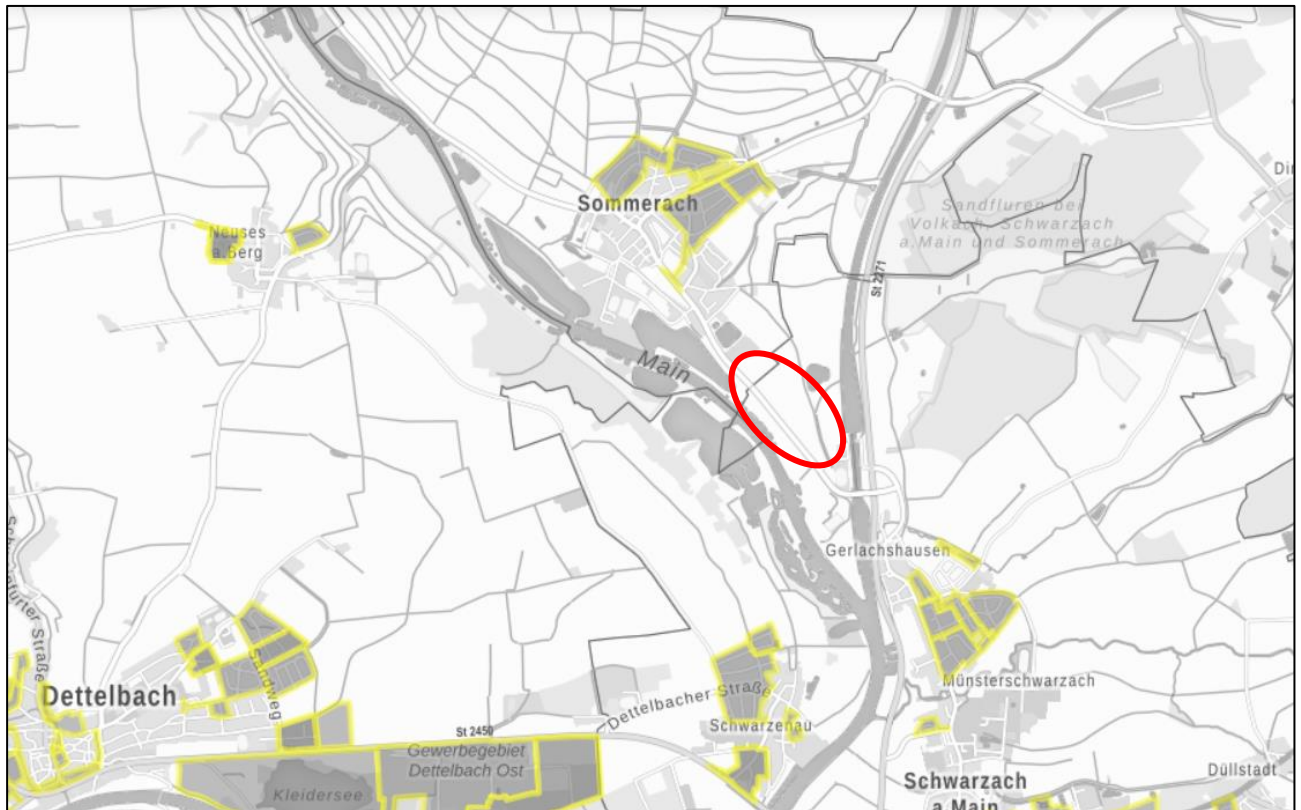 Sommerach
Neuses
a.Berg
Sandfluren bei
Volkach, Schwarzach
a.Main und Sommerach
St 2271
Main
Gerlachshausen
Straße
Sandweg
Dettelbach
Münsterschwarzach
Dettelbacher Straße
Schwarzenau
St 2450
Gewerbegebiet
Dettelbach Ost
Kleidersee
Schwarzach
a.Main
Düllstadt